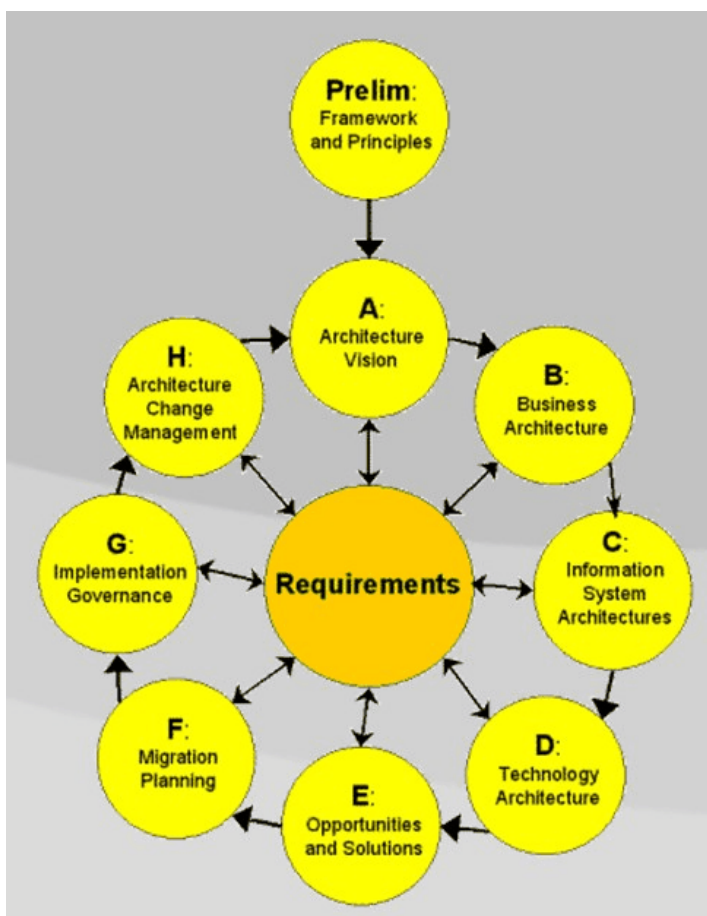 Prelim:
Framework
and Principles
A:
Architecture
Vision
B:
Business
Architecture
C:
Information
System
Architectures
D:
Technology
Architecture
E:
Opportunities
and Solutions
F:
Migration
Planning
G:
Implementation
Governance
H:
Architecture
Change
Management
Requirements